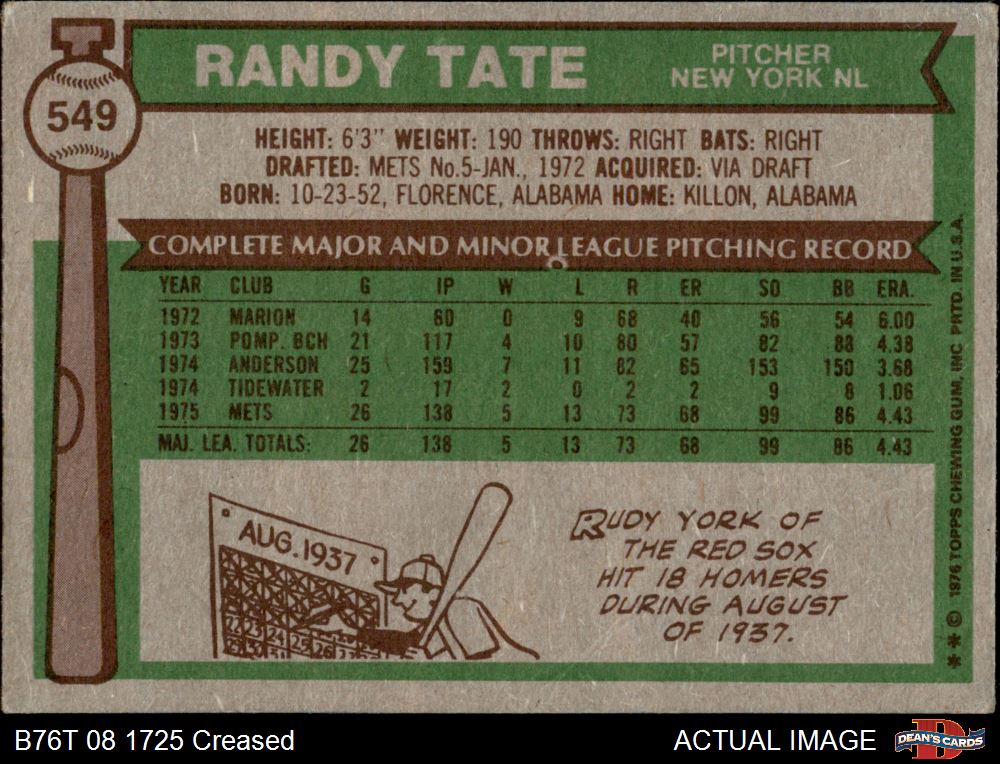 549
RANDY TATE
PITCHER
NEW YORK NL
HEIGHT: 6'3" WEIGHT: 190 THROWS: RIGHT BATS: RIGHT
DRAFTED: METS No.5-JAN., 1972 ACQUIRED: VIA DRAFT
BORN: 10-23-52, FLORENCE, ALABAMA HOME: KILLON, ALABAMA
COMPLETE MAJOR AND MINOR LEAGUE PITCHING RECORD
YEAR CLUB G IP W L R ER SO BB ERA.
1972 MARION 14 60 0 9 68 40 56 54 6.00
1973 POMP. BCH 21 117 4 10 80 57 82 88 4.38
1974 ANDERSON 25 159 7 11 82 65 153 150 3.68
1974 TIDEWATER 2 17 2 0 2 2 9 8 1.06
1975 METS 26 138 5 13 73 68 99 86 4.43
MAJ. LEA. TOTALS: 26 138 5 13 73 68 99 86 4.43
AUG. 1937
22 23 24 25 26
RUDY YORK OF
THE RED SOX
HIT 18 HOMERS
DURING AUGUST
OF 1937.
* * © 1976 TOPPS CHEWING GUM, INC PRTD. IN U.S.A.
B76T 08 1725 Creased
ACTUAL IMAGE
DEAN'S CARDS